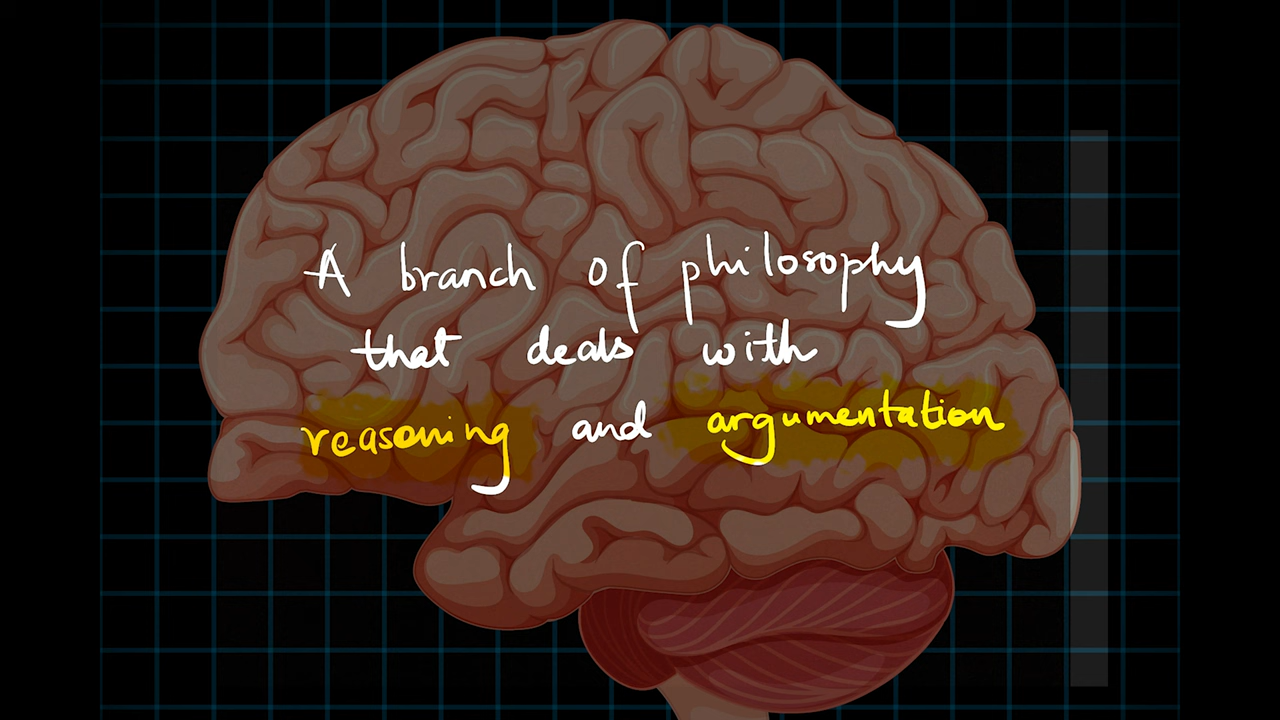 A branch of philosophy
that deals with
reasoning and argumentation